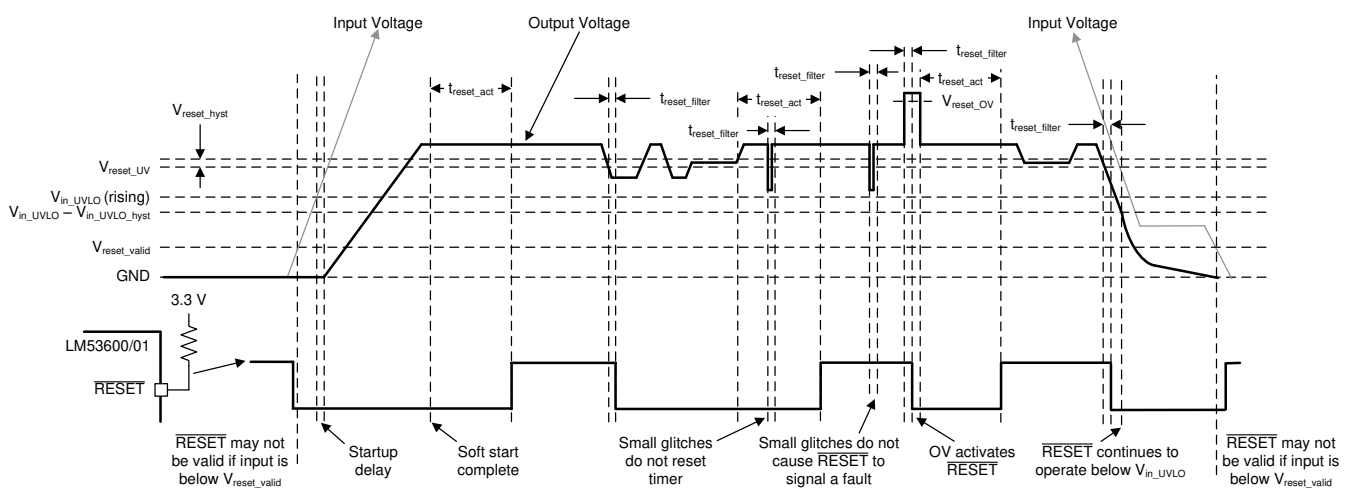 Input Voltage
Output Voltage
Input Voltage
t_reset_filter
t_reset_filter
t_reset_act
t_reset_act
V_reset_OV
t_reset_filter
t_reset_act
t_reset_filter
t_reset_filter
V_reset_hyst
V_reset_UV
V_in_UVLO (rising)
V_in_UVLO – V_in_UVLO_hyst
V_reset_valid
GND
3.3 V
LM53600/01
RESET
RESET may not
be valid if input is
below V_reset_valid
Startup
delay
Soft start
complete
Small glitches
do not reset
timer
Small glitches do not
cause RESET to
signal a fault
OV activates
RESET
RESET continues to
operate below V_in_UVLO
RESET may not
be valid if input is
below V_reset_valid